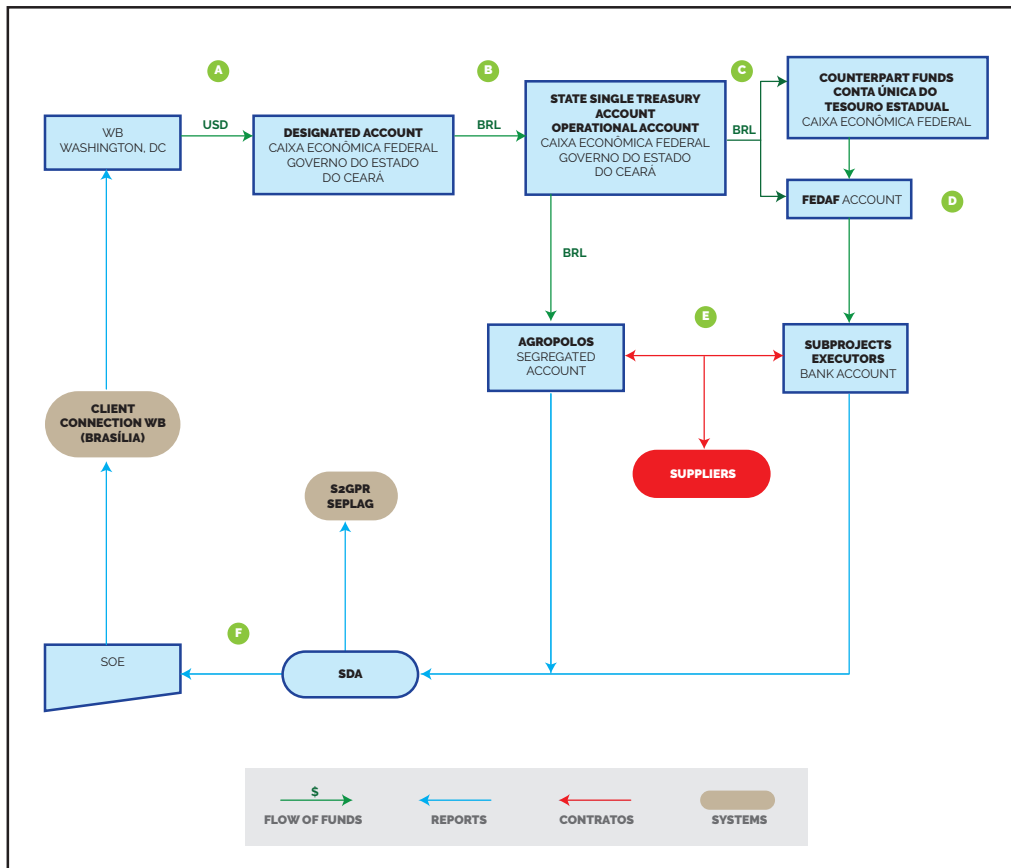 A
B
C
WB
WASHINGTON, DC
USD
DESIGNATED ACCOUNT
CAIXA ECONÔMICA FEDERAL
GOVERNO DO ESTADO
DO CEARÁ
BRL
STATE SINGLE TREASURY
ACCOUNT
OPERATIONAL ACCOUNT
CAIXA ECONÔMICA FEDERAL
GOVERNO DO ESTADO
DO CEARÁ
BRL
COUNTERPART FUNDS
CONTA ÚNICA DO
TESOURO ESTADUAL
CAIXA ECONÔMICA FEDERAL
FEDAF ACCOUNT
D
BRL
E
AGROPOLOS
SEGREGATED
ACCOUNT
SUBPROJECTS
EXECUTORS
BANK ACCOUNT
CLIENT
CONNECTION WB
(BRASÍLIA)
S2GPR
SEPLAG
SUPPLIERS
F
SOE
SDA
$
FLOW OF FUNDS
REPORTS
CONTRATOS
SYSTEMS